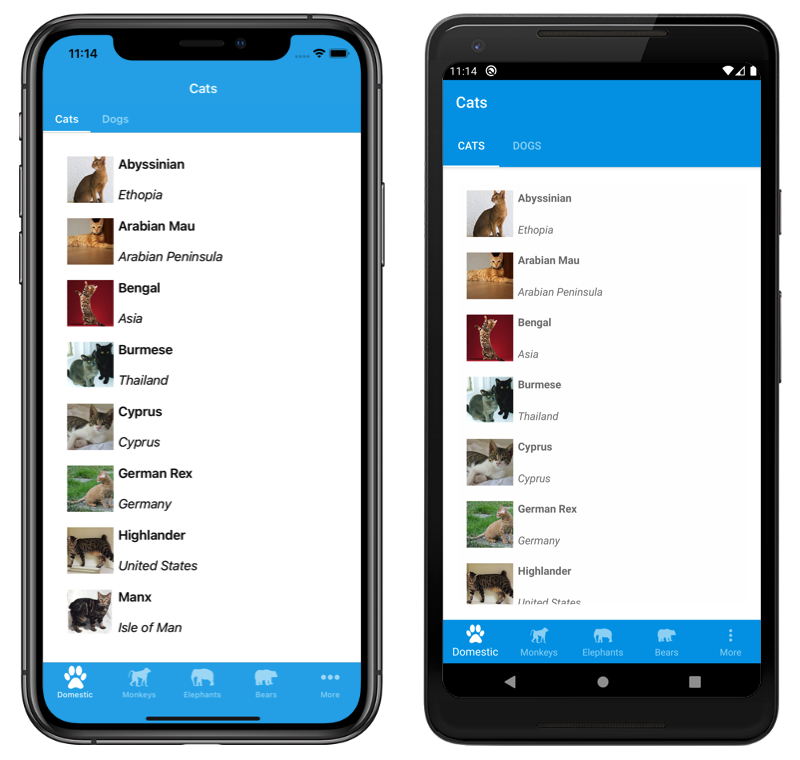 11:14
Cats
Cats Dogs
Abyssinian
Ethopia
Arabian Mau
Arabian Peninsula
Bengal
Asia
Burmese
Thailand
Cyprus
Cyprus
German Rex
Germany
Highlander
United States
Manx
Isle of Man
Domestic Monkeys Elephants Bears More
11:14
Cats
CATS DOGS
Abyssinian
Ethopia
Arabian Mau
Arabian Peninsula
Bengal
Asia
Burmese
Thailand
Cyprus
Cyprus
German Rex
Germany
Highlander
United States
Domestic Monkeys Elephants Bears More